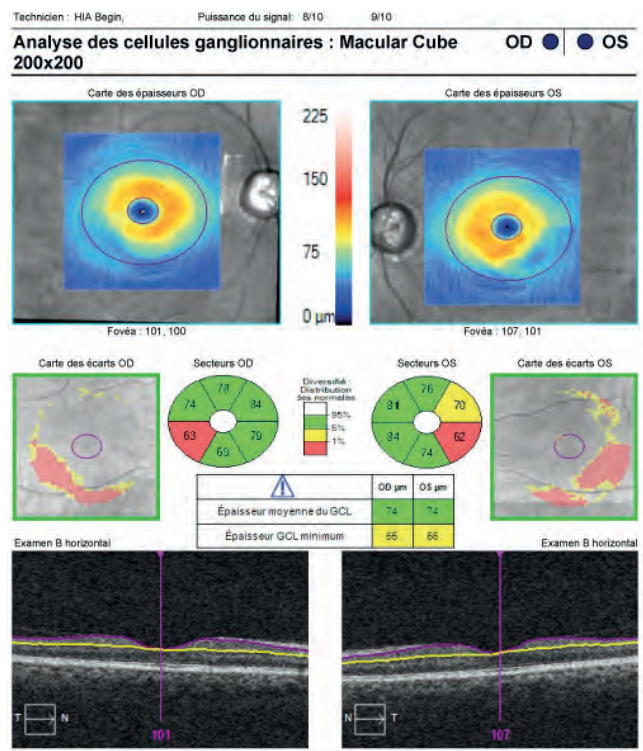 Technicien : HIA Begin, Puissance du signal: 8/10 9/10
Analyse des cellules ganglionnaires : Macular Cube 200x200 OD OS
Carte des épaisseurs OD Carte des épaisseurs OS
225
150
75
0 µm
Fovéa : 101, 100 Fovéa : 107, 101
Carte des écarts OD Secteurs OD Secteurs OS Carte des écarts OS
Diversifié :
Distribution
des normales
95%
5%
1%
78
74 84
63 79
69
76
81 70
84 62
74
OD µm OS µm
Épaisseur moyenne du GCL 74 74
Épaisseur GCL minimum 65 66
Examen B horizontal Examen B horizontal
T N
101
N T
107